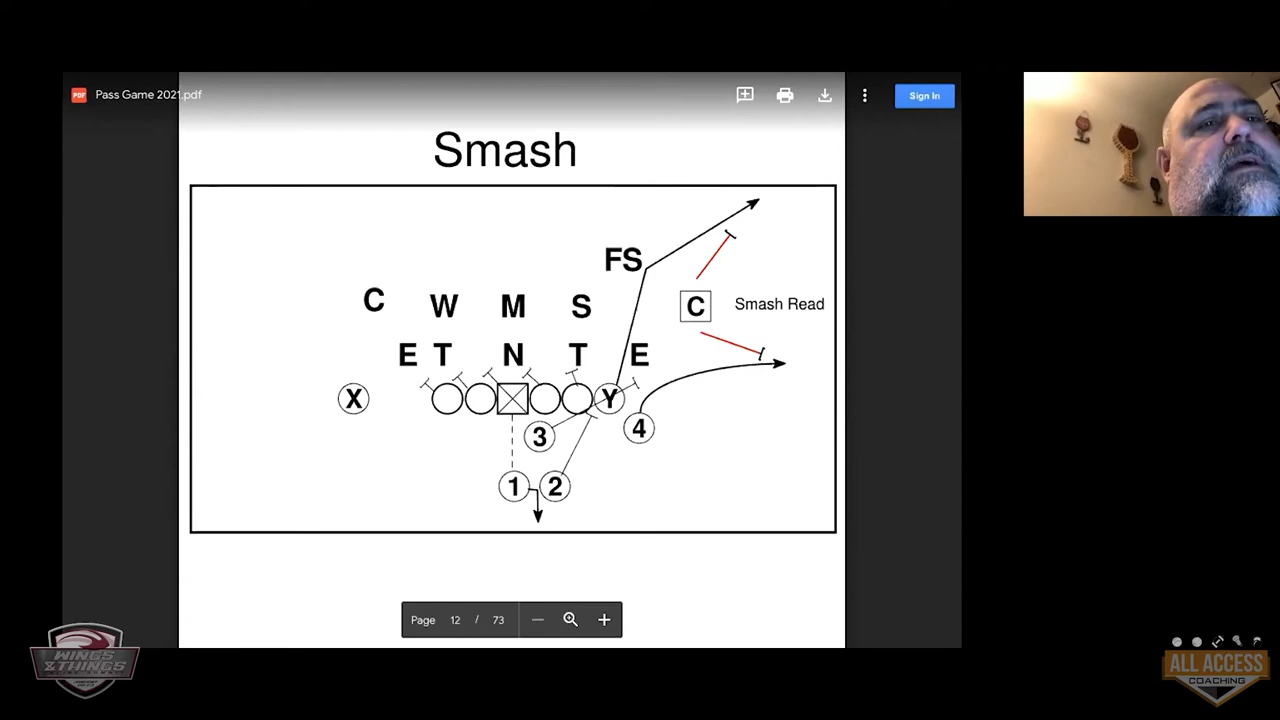 Pass Game 2021.pdf
Sign In
Smash
FS
C W M S C Smash Read
E T N T E
X Y
3 4
1 2
Page 12 / 73
WINGS
&THINGS
ALL ACCESS
COACHING